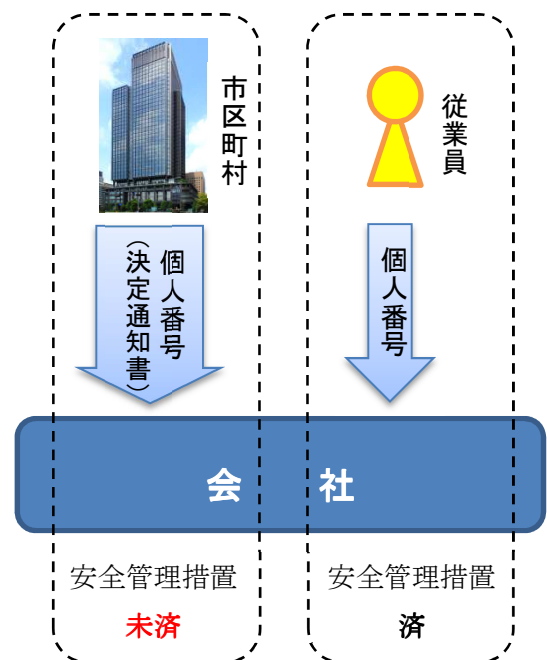 市区町村
個人番号
（決定通知書）
従業員
個人番号
会　社
安全管理措置
未済
安全管理措置
済